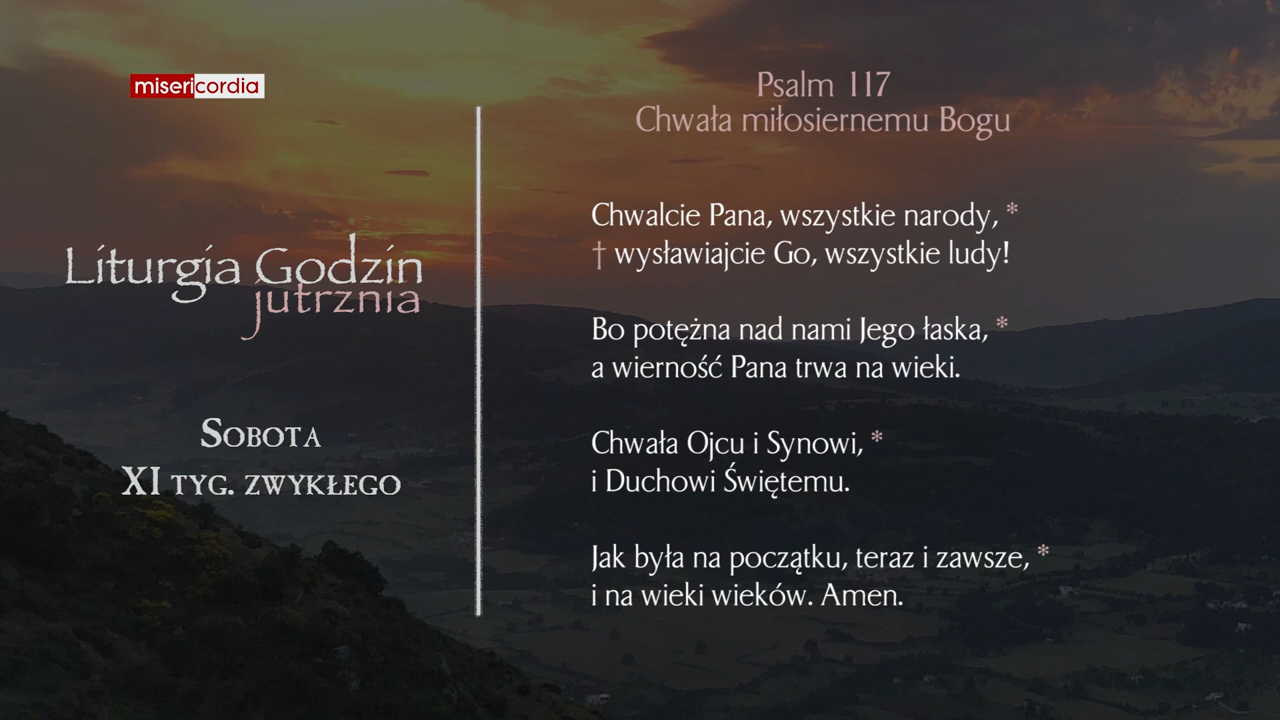 misericordia
Liturgia Godzin
jutrznia
Sobota
XI tyg. zwykłego
Psalm 117
Chwała miłosiernemu Bogu
Chwalcie Pana, wszystkie narody, *
† wysławiajcie Go, wszystkie ludy!
Bo potężna nad nami Jego łaska, *
a wierność Pana trwa na wieki.
Chwała Ojcu i Synowi, *
i Duchowi Świętemu.
Jak była na początku, teraz i zawsze, *
i na wieki wieków. Amen.